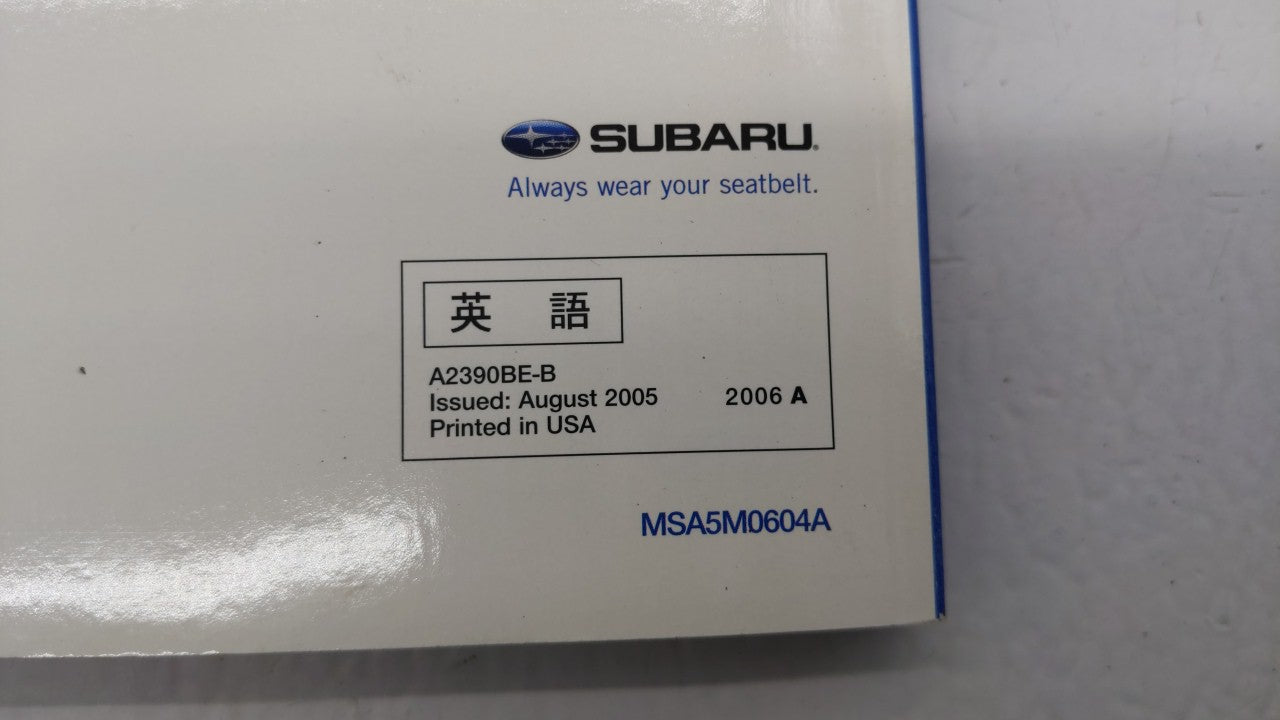 SUBARU®
Always wear your seatbelt.
英 語
A2390BE-B
Issued: August 2005 2006 A
Printed in USA
MSA5M0604A